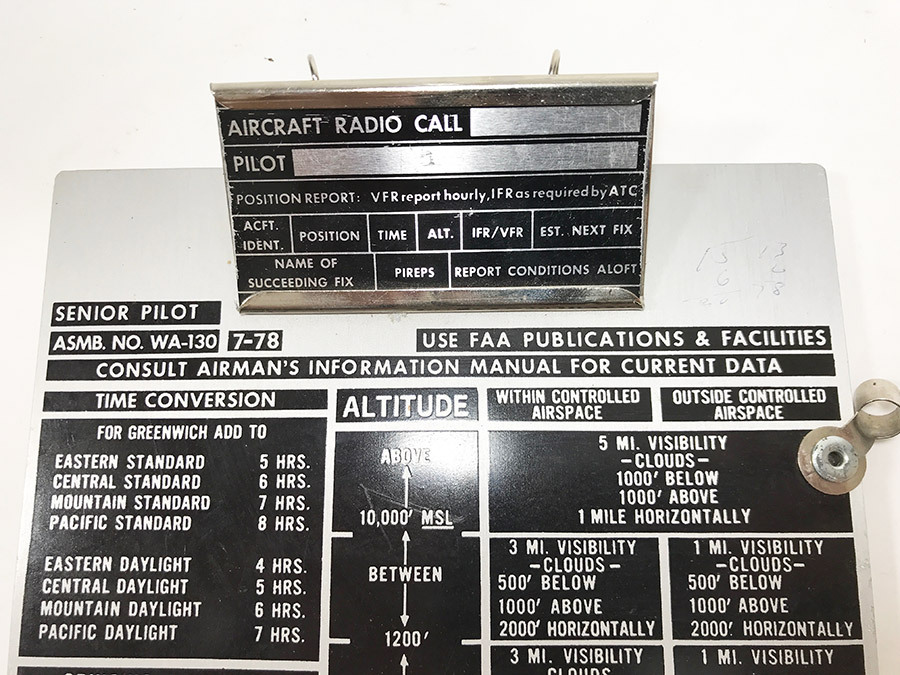 AIRCRAFT RADIO CALL
PILOT
POSITION REPORT: VFR report hourly, IFR as required by ATC
ACFT. IDENT. POSITION TIME ALT. IFR/VFR EST. NEXT FIX
NAME OF SUCCEEDING FIX PIREPS REPORT CONDITIONS ALOFT
SENIOR PILOT
ASMB. NO. WA-130 7-78 USE FAA PUBLICATIONS & FACILITIES
CONSULT AIRMAN'S INFORMATION MANUAL FOR CURRENT DATA
TIME CONVERSION
FOR GREENWICH ADD TO
EASTERN STANDARD 5 HRS.
CENTRAL STANDARD 6 HRS.
MOUNTAIN STANDARD 7 HRS.
PACIFIC STANDARD 8 HRS.
EASTERN DAYLIGHT 4 HRS.
CENTRAL DAYLIGHT 5 HRS.
MOUNTAIN DAYLIGHT 6 HRS.
PACIFIC DAYLIGHT 7 HRS.
ALTITUDE
ABOVE
10,000' MSL
BETWEEN
1200'
WITHIN CONTROLLED
AIRSPACE
OUTSIDE CONTROLLED
AIRSPACE
5 MI. VISIBILITY
-CLOUDS-
1000' BELOW
1000' ABOVE
1 MILE HORIZONTALLY
3 MI. VISIBILITY
-CLOUDS-
500' BELOW
1000' ABOVE
2000' HORIZONTALLY
1 MI. VISIBILITY
-CLOUDS-
500' BELOW
1000' ABOVE
2000' HORIZONTALLY
3 MI. VISIBILITY
CLOUDS
1 MI. VISIBILITY